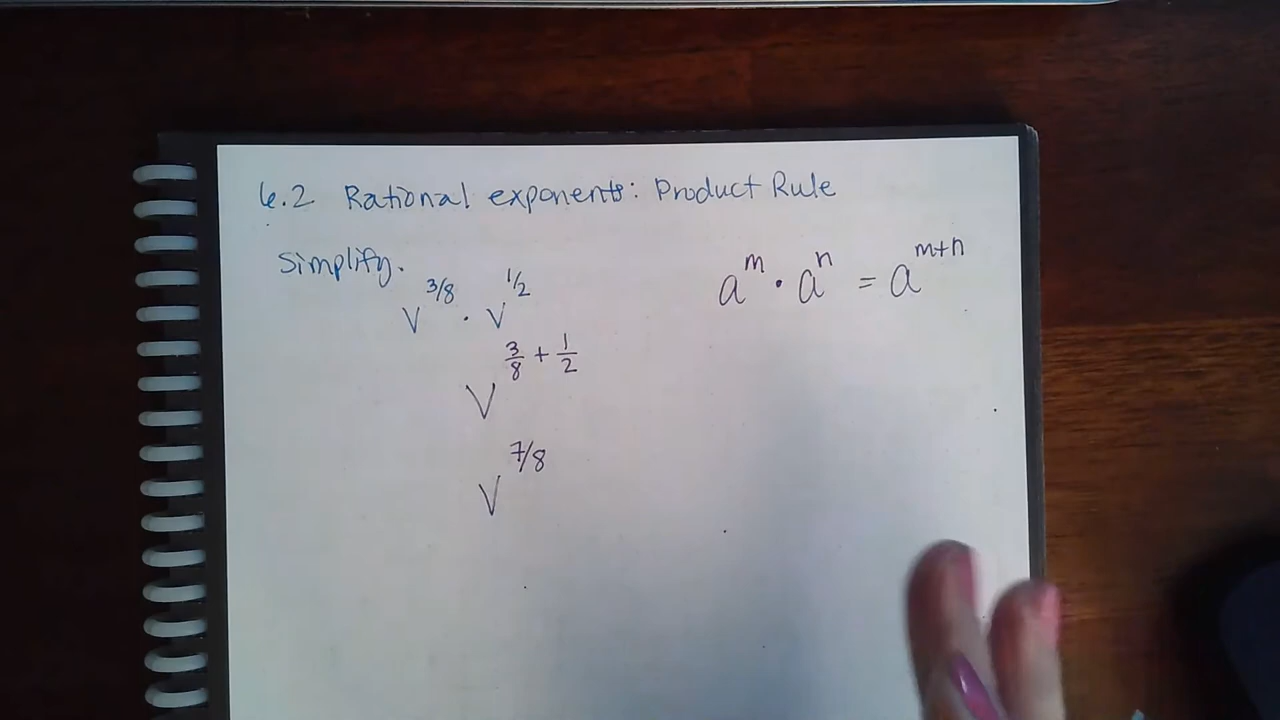 6.2 Rational exponents: Product Rule
Simplify.
v^3/8 · v^1/2
a^m · a^n = a^m+n
v^3/8 + 1/2
v^7/8